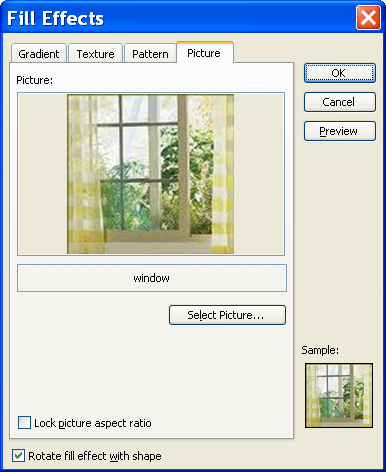 Fill Effects
Gradient Texture Pattern Picture
Picture:
OK
Cancel
Preview
window
Select Picture...
Sample:
Lock picture aspect ratio
Rotate fill effect with shape